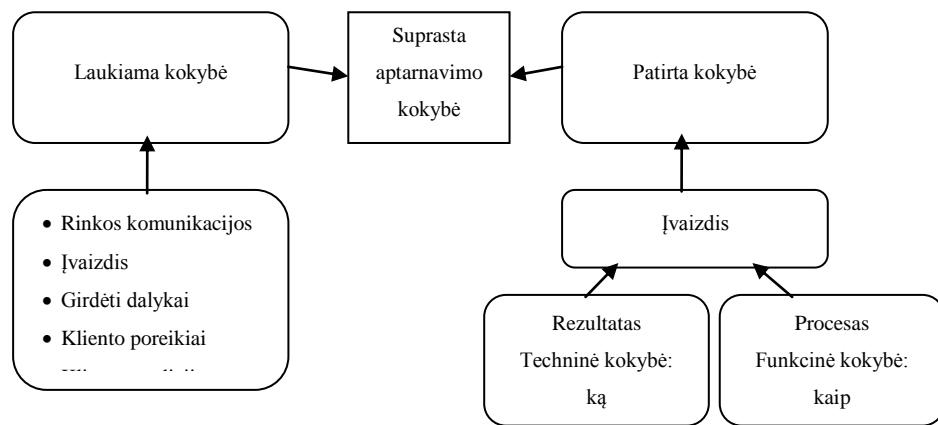 Laukiama kokybė
Suprasta
aptarnavimo
kokybė
Patirta kokybė
• Rinkos komunikacijos
• Įvaizdis
• Girdėti dalykai
• Kliento poreikiai
Įvaizdis
Rezultatas
Techninė kokybė:
ką
Procesas
Funkcinė kokybė:
kaip